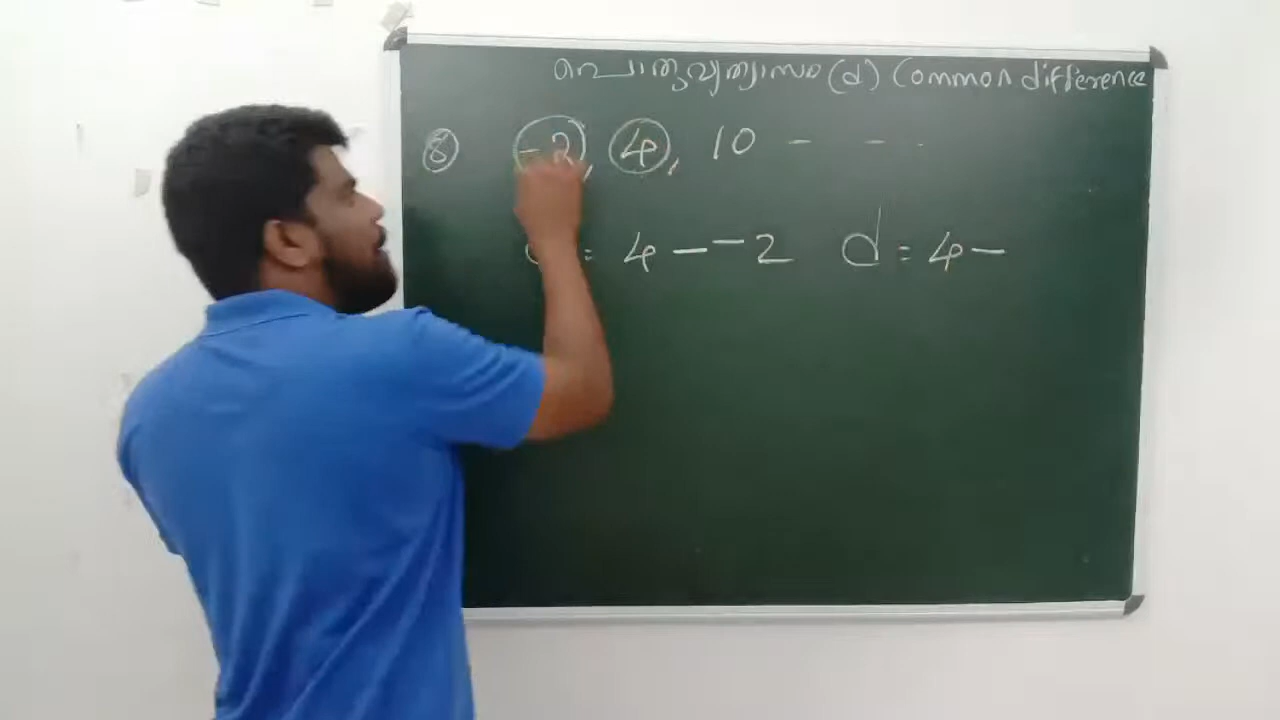 പൊതുവ്യത്യാസം (d) Common difference
8 -2, 4, 10 - - .
d = 4 - -2 d = 4 -